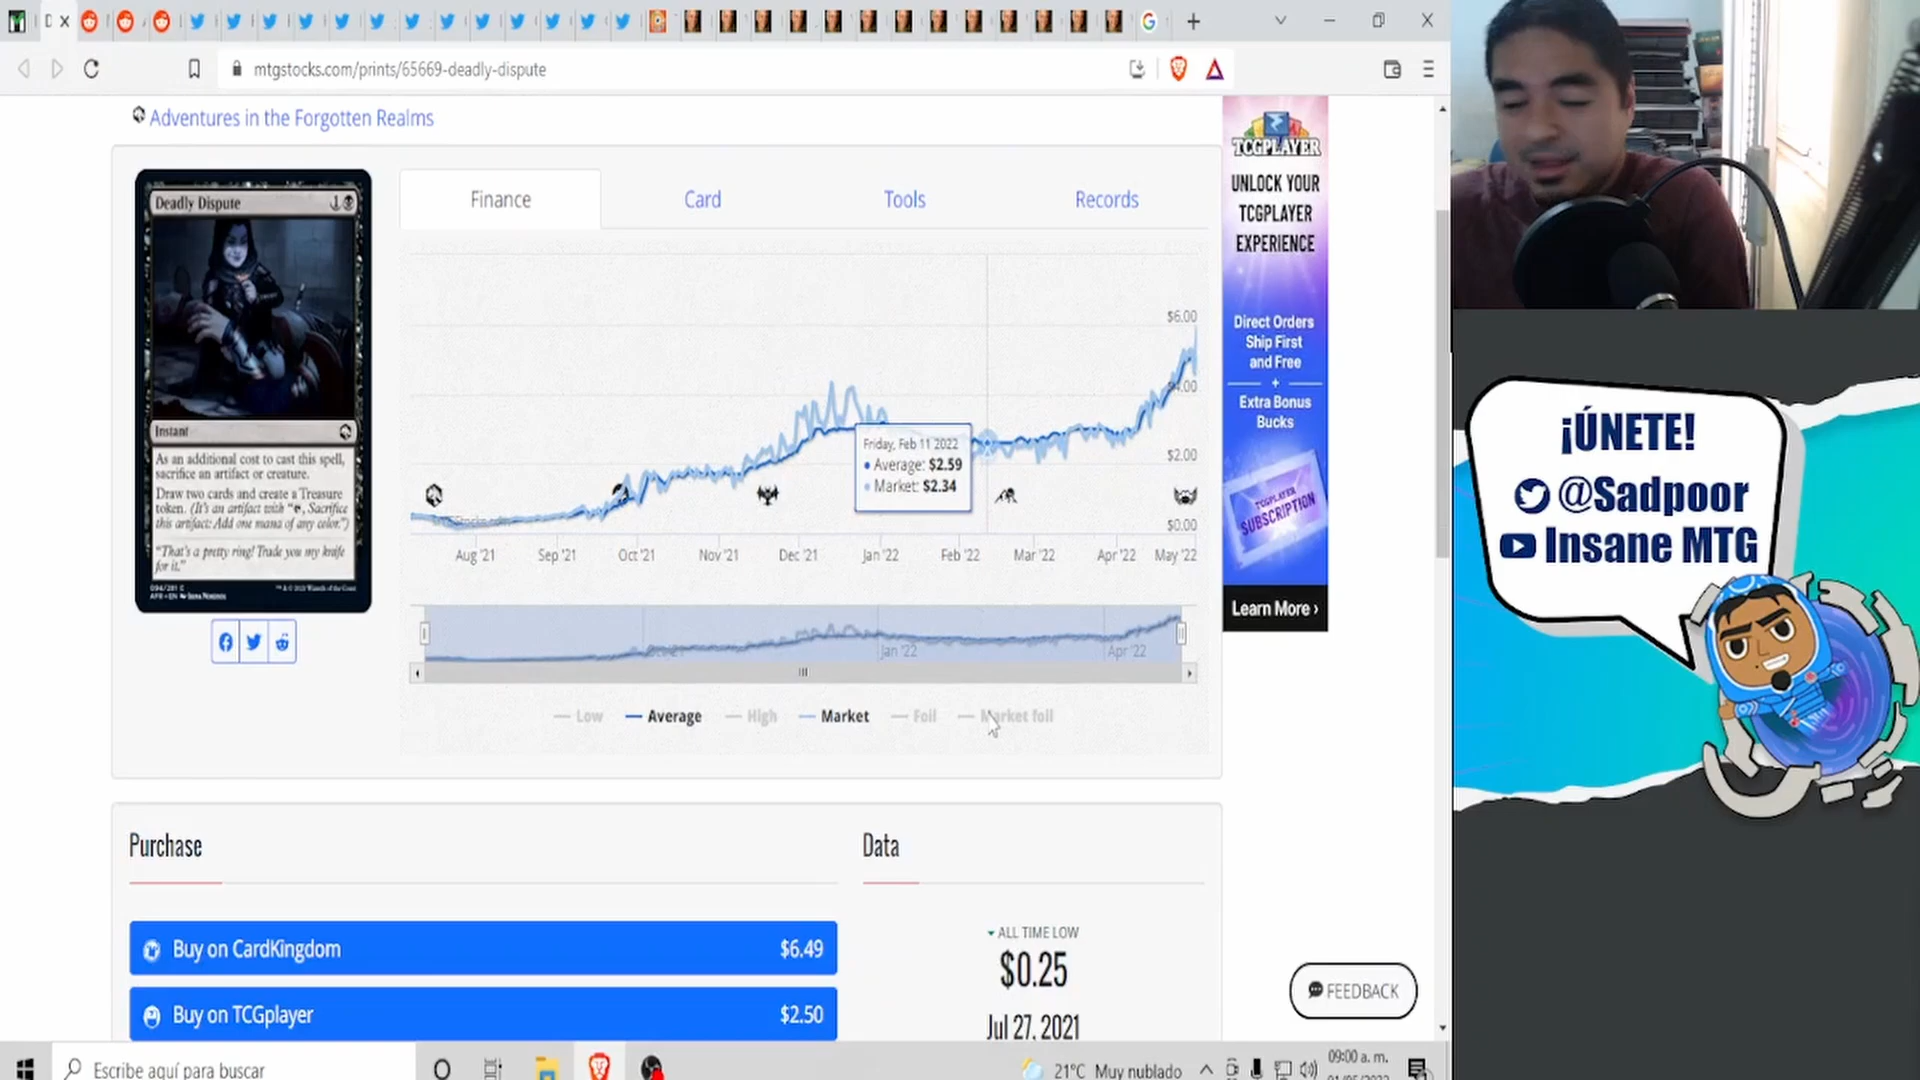 mtgstocks.com/prints/65669-deadly-dispute
Adventures in the Forgotten Realms
Deadly Dispute
Instant
As an additional cost to cast this spell,
sacrifice an artifact or creature.
Draw two cards and create a Treasure
token. (It's an artifact with "T, Sacrifice
this artifact: Add one mana of any color.")
"That's a pretty ring! Trade you my knife
for it."
Finance
Card
Tools
Records
$6.00
$4.00
$2.00
$0.00
Friday, Feb 11 2022
Average: $2.59
Market: $2.34
Aug '21
Sep '21
Oct '21
Nov '21
Dec '21
Jan '22
Feb '22
Mar '22
Apr '22
May '22
Jan '22
Apr '22
Low
Average
High
Market
Foil
Market foil
Purchase
Buy on CardKingdom
$6.49
Buy on TCGplayer
$2.50
Data
ALL TIME LOW
$0.25
Jul 27, 2021
TCGPLAYER
UNLOCK YOUR
TCGPLAYER
EXPERIENCE
Direct Orders
Ship First
and Free
+
Extra Bonus
Bucks
TCGPLAYER
SUBSCRIPTION
Learn More ›
FEEDBACK
¡ÚNETE!
@Sadpoor
Insane MTG
Escribe aquí para buscar
21°C Muy nublado
09:00 a. m.